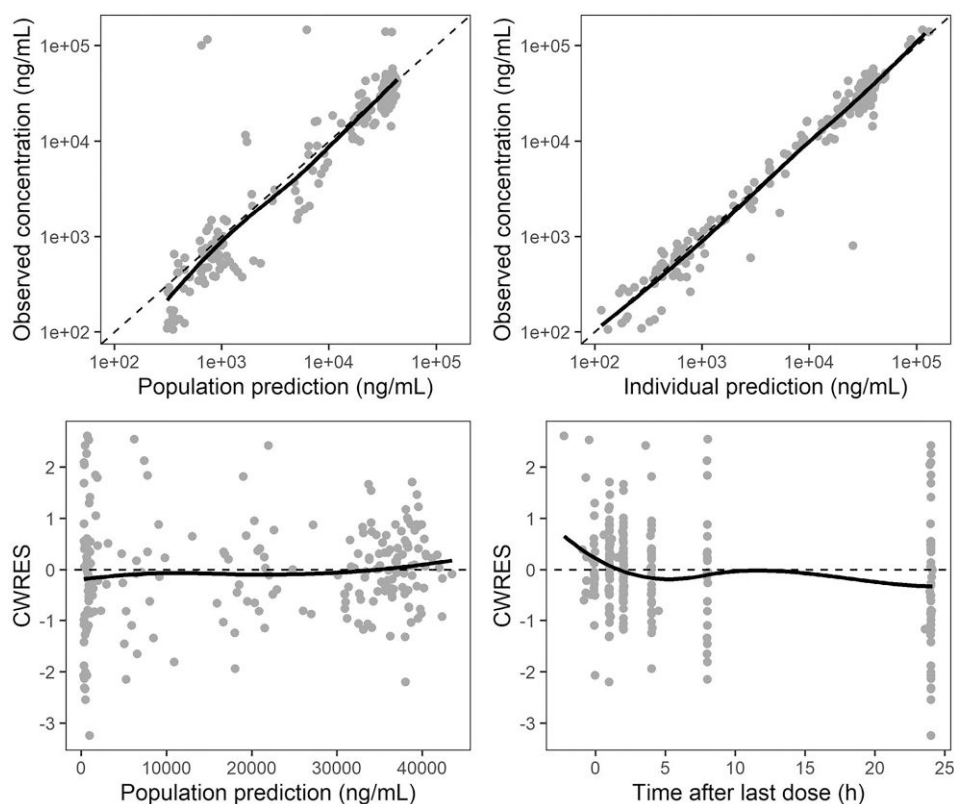 Observed concentration (ng/mL)
1e+05
1e+04
1e+03
1e+02
1e+02 1e+03 1e+04 1e+05
Population prediction (ng/mL)
Observed concentration (ng/mL)
1e+05
1e+04
1e+03
1e+02
1e+02 1e+03 1e+04 1e+05
Individual prediction (ng/mL)
CWRES
2
1
0
-1
-2
-3
0 10000 20000 30000 40000
Population prediction (ng/mL)
CWRES
2
1
0
-1
-2
-3
0 5 10 15 20 25
Time after last dose (h)